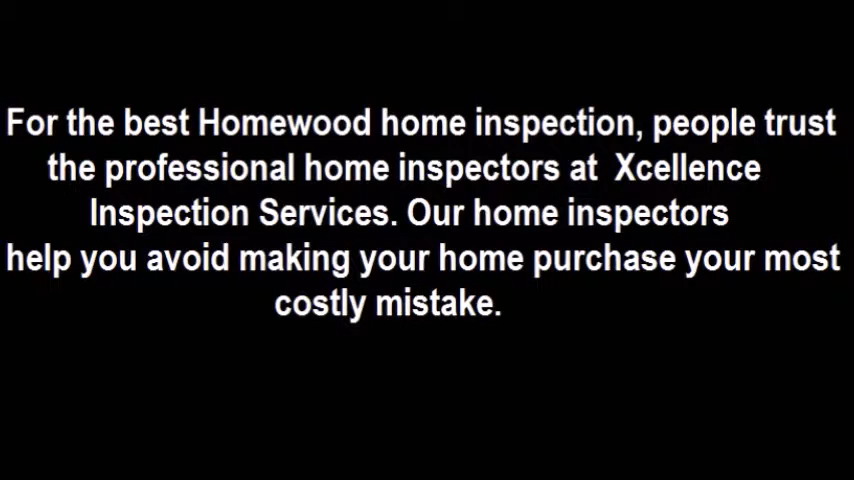 For the best Homewood home inspection, people trust
the professional home inspectors at  Xcellence
Inspection Services. Our home inspectors
help you avoid making your home purchase your most
costly mistake.